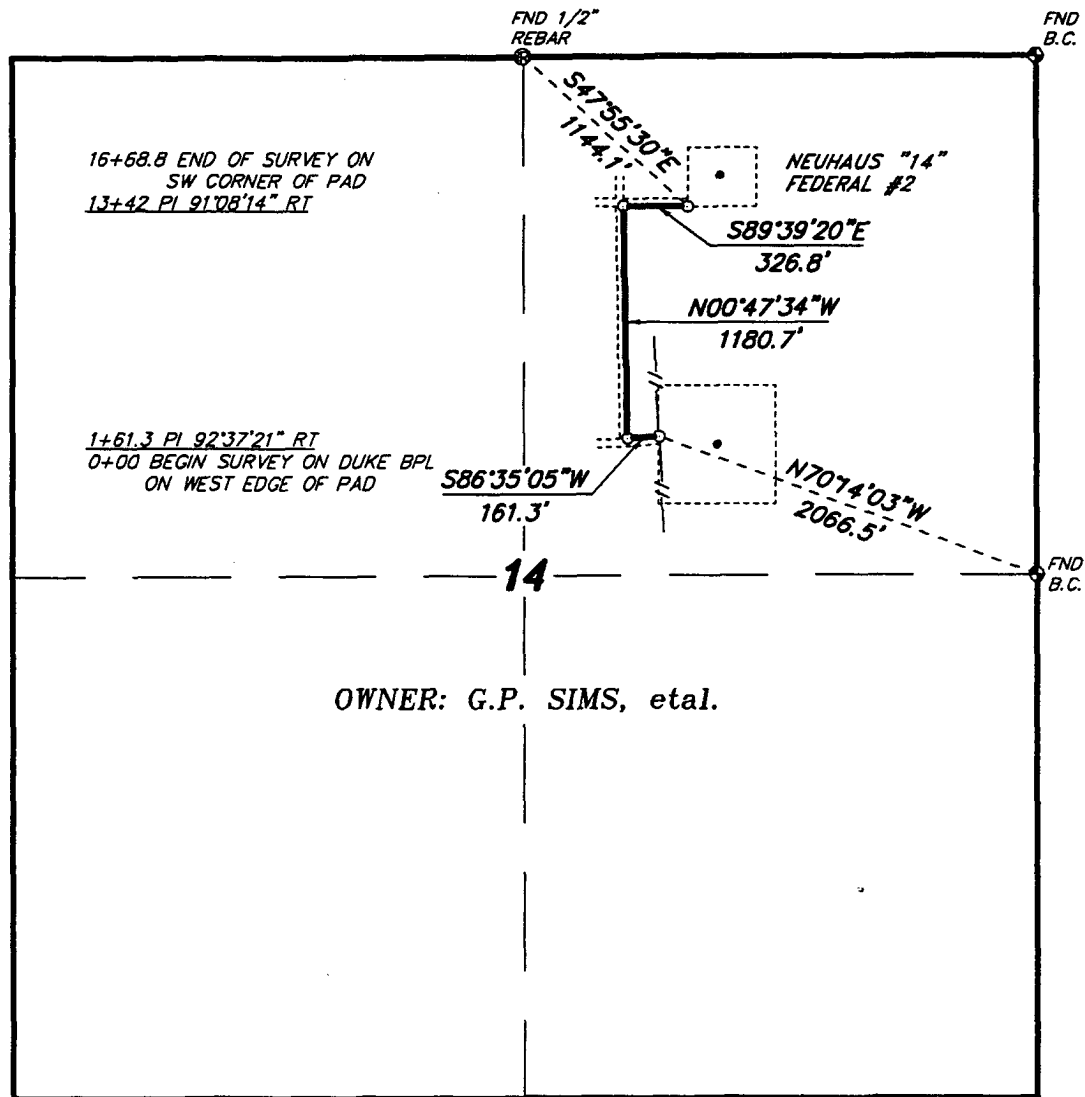 FND 1/2"
REBAR
FND
B.C.
S47°55'30"E
1144.1'
16+68.8 END OF SURVEY ON
SW CORNER OF PAD
13+42 PI 91°08'14" RT
NEUHAUS "14"
FEDERAL #2
S89°39'20"E
326.8'
N00°47'34"W
1180.7'
1+61.3 PI 92°37'21" RT
0+00 BEGIN SURVEY ON DUKE BPL
ON WEST EDGE OF PAD
S86°35'05"W
161.3'
N70°14'03"W
2066.5'
FND
B.C.
14
OWNER: G.P. SIMS, etal.